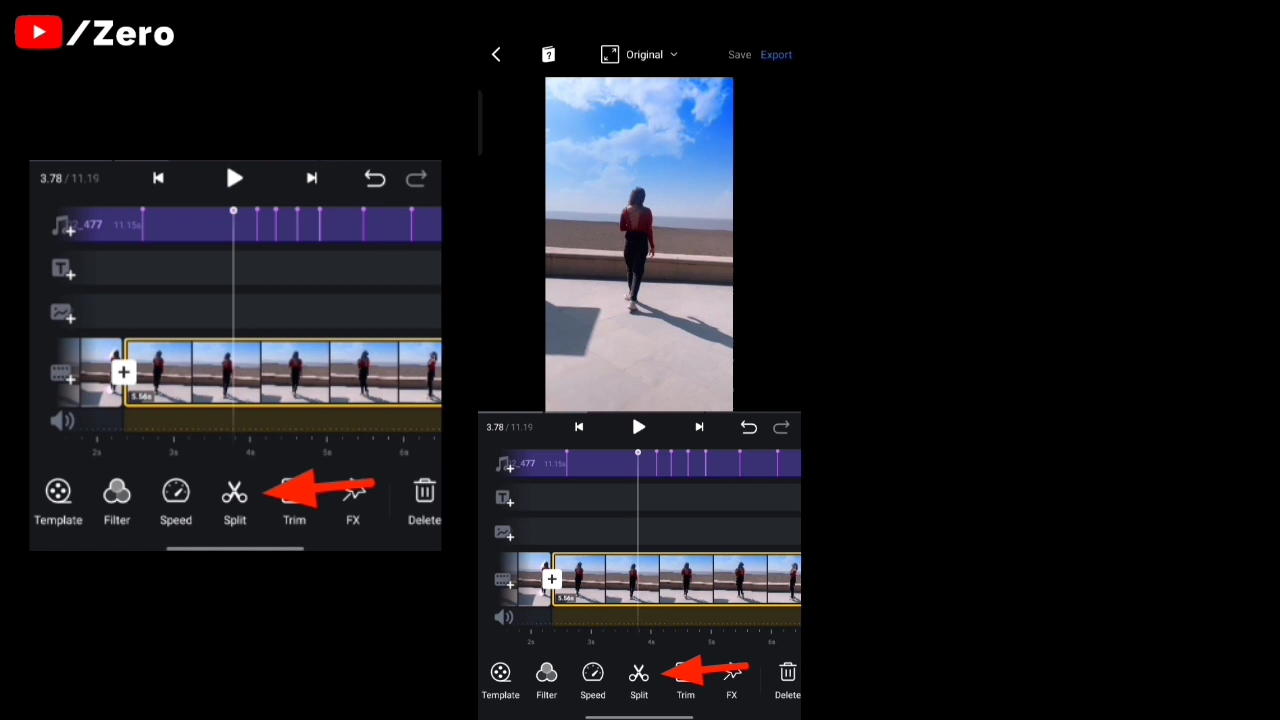 /Zero
3.78 / 11.19
2_477 11.15s
5.56s
2s 3s 4s 5s 6s
Template Filter Speed Split Trim FX Delete
Original Save Export
3.78 / 11.19
2_477 11.15s
5.56s
2s 3s 4s 5s 6s
Template Filter Speed Split Trim FX Delete